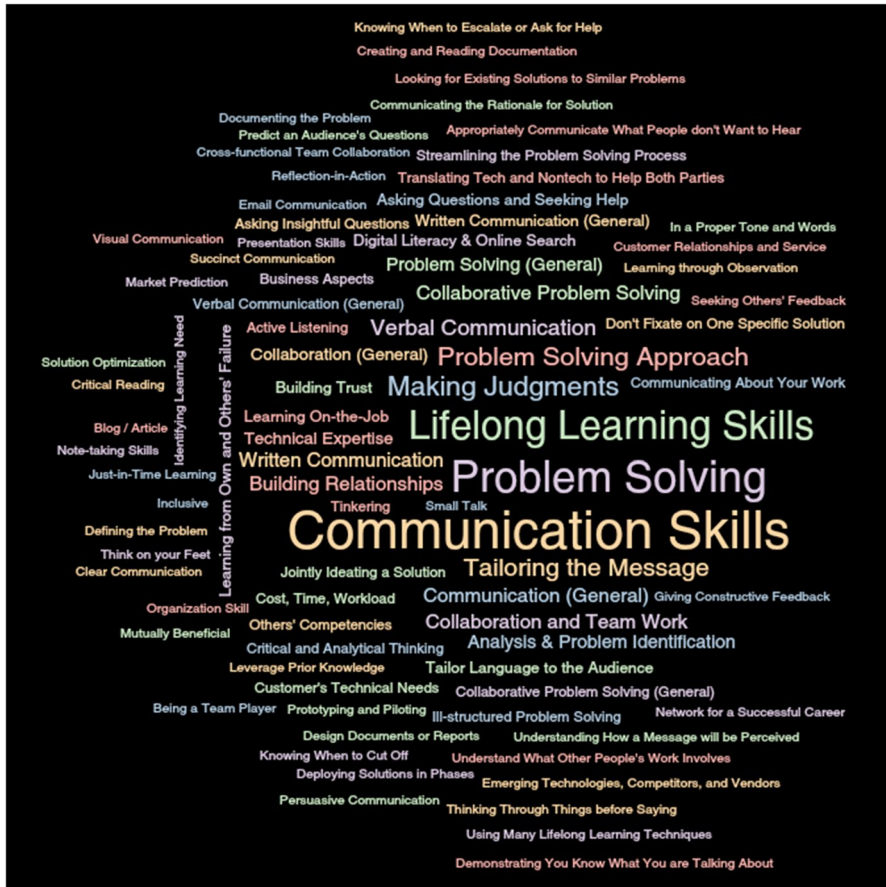 Knowing When to Escalate or Ask for Help
Creating and Reading Documentation
Looking for Existing Solutions to Similar Problems
Communicating the Rationale for Solution
Documenting the Problem
Predict an Audience's Questions
Appropriately Communicate What People don't Want to Hear
Cross-functional Team Collaboration
Streamlining the Problem Solving Process
Reflection-in-Action
Translating Tech and Nontech to Help Both Parties
Email Communication
Asking Questions and Seeking Help
Asking Insightful Questions
Written Communication (General)
In a Proper Tone and Words
Visual Communication
Presentation Skills
Digital Literacy & Online Search
Customer Relationships and Service
Succinct Communication
Problem Solving (General)
Learning through Observation
Market Prediction
Business Aspects
Collaborative Problem Solving
Seeking Others' Feedback
Verbal Communication (General)
Identifying Learning Need
Learning from Own and Others' Failure
Active Listening
Verbal Communication
Don't Fixate on One Specific Solution
Solution Optimization
Collaboration (General)
Problem Solving Approach
Critical Reading
Building Trust
Making Judgments
Communicating About Your Work
Blog / Article
Learning On-the-Job
Lifelong Learning Skills
Note-taking Skills
Technical Expertise
Just-in-Time Learning
Written Communication
Problem Solving
Building Relationships
Inclusive
Tinkering
Small Talk
Defining the Problem
Communication Skills
Think on your Feet
Clear Communication
Jointly Ideating a Solution
Tailoring the Message
Organization Skill
Cost, Time, Workload
Communication (General)
Giving Constructive Feedback
Mutually Beneficial
Others' Competencies
Collaboration and Team Work
Critical and Analytical Thinking
Analysis & Problem Identification
Leverage Prior Knowledge
Tailor Language to the Audience
Customer's Technical Needs
Collaborative Problem Solving (General)
Being a Team Player
Prototyping and Piloting
Ill-structured Problem Solving
Network for a Successful Career
Design Documents or Reports
Understanding How a Message will be Perceived
Knowing When to Cut Off
Understand What Other People's Work Involves
Deploying Solutions in Phases
Emerging Technologies, Competitors, and Vendors
Persuasive Communication
Thinking Through Things before Saying
Using Many Lifelong Learning Techniques
Demonstrating You Know What You are Talking About